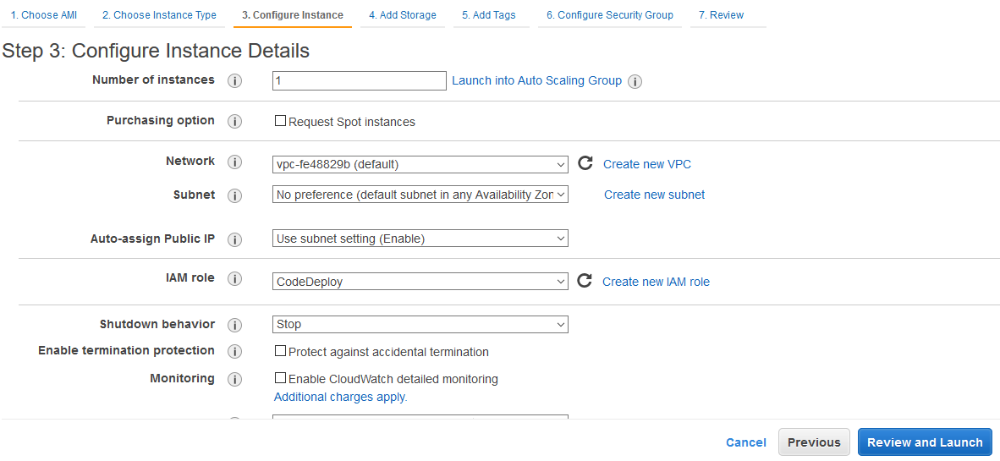 1. Choose AMI 2. Choose Instance Type 3. Configure Instance 4. Add Storage 5. Add Tags 6. Configure Security Group 7. Review
Step 3: Configure Instance Details
Number of instances i 1 Launch into Auto Scaling Group i
Purchasing option i Request Spot instances
Network i vpc-fe48829b (default) Create new VPC
Subnet i No preference (default subnet in any Availability Zon Create new subnet
Auto-assign Public IP i Use subnet setting (Enable)
IAM role i CodeDeploy Create new IAM role
Shutdown behavior i Stop
Enable termination protection i Protect against accidental termination
Monitoring i Enable CloudWatch detailed monitoring
Additional charges apply.
Cancel Previous Review and Launch